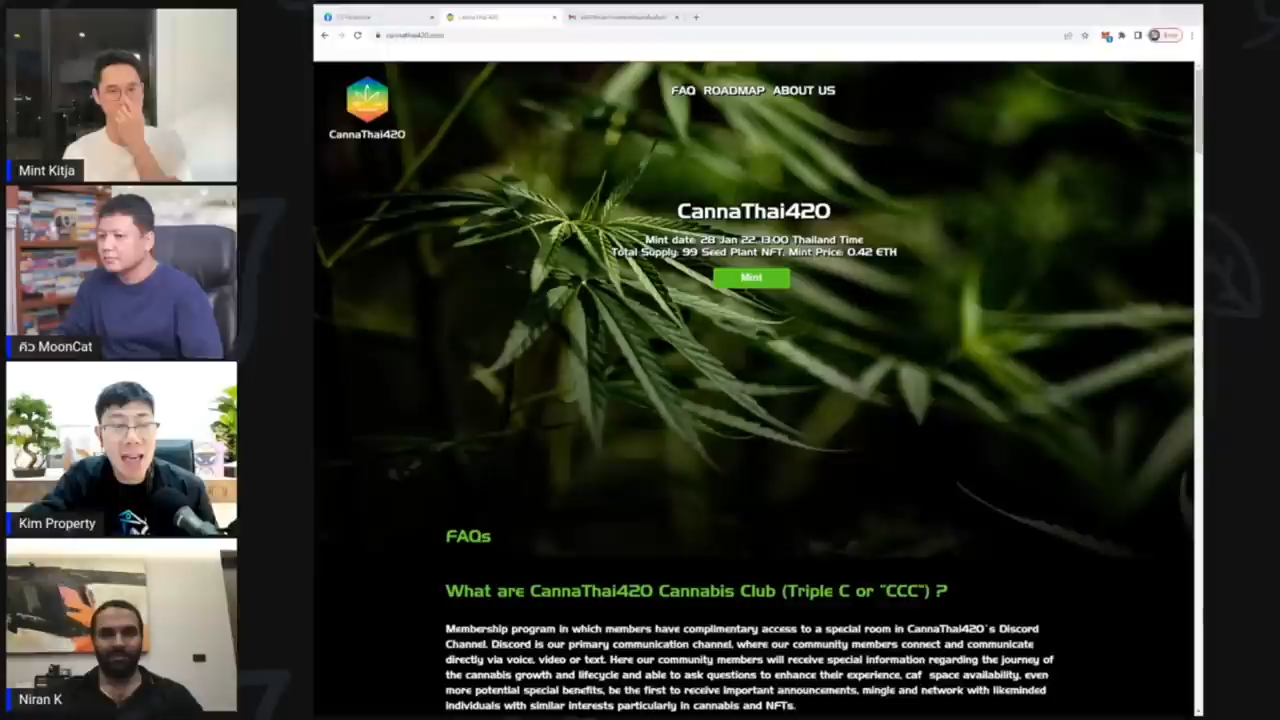 Mint Kitja
คิว MoonCat
Kim Property
Niran K
CannaThai420
cannathai420.com
CannaThai420
FAQ ROADMAP ABOUT US
CannaThai420
Mint date: 28 Jan 22 13:00 Thailand Time
Total Supply: 99 Seed Plant NFT, Mint Price: 0.42 ETH
Mint
FAQs
What are CannaThai420 Cannabis Club (Triple C or "CCC") ?
Membership program in which members have complimentary access to a special room in CannaThai420`s Discord
Channel. Discord is our primary communication channel, where our community members connect and communicate
directly via voice, video or text. Here our community members will receive special information regarding the journey of
the cannabis growth and lifecycle and able to ask questions to enhance their experience, caf space availability, even
more potential special benefits, be the first to receive important announcements, mingle and network with likeminded
individuals with similar interests particularly in cannabis and NFTs.